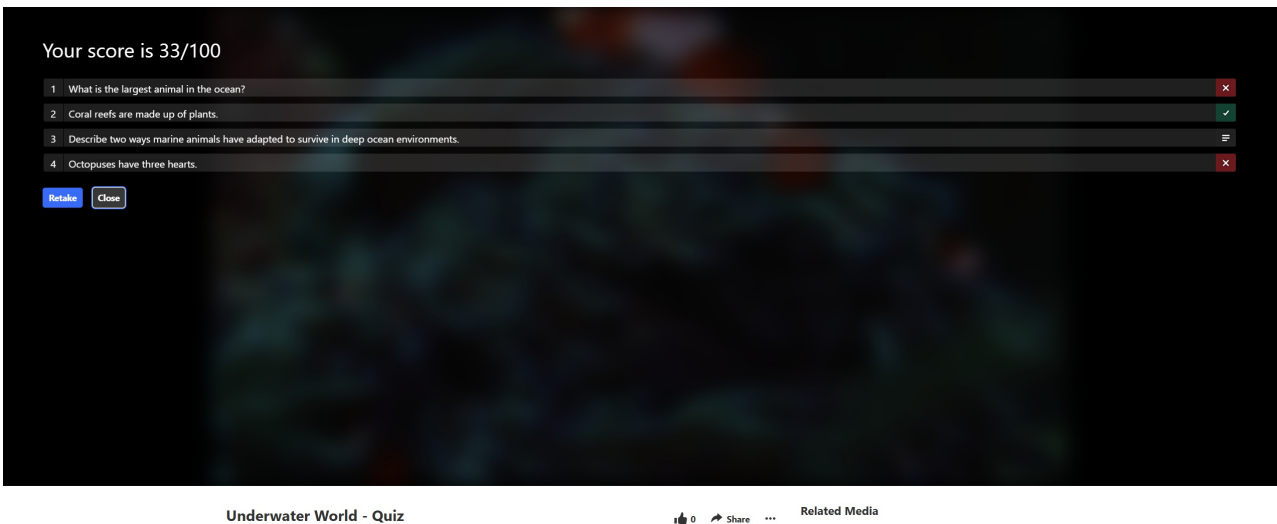 Your score is 33/100
1 What is the largest animal in the ocean?
2 Coral reefs are made up of plants.
3 Describe two ways marine animals have adapted to survive in deep ocean environments.
4 Octopuses have three hearts.
Retake Close
Underwater World - Quiz
0 Share
Related Media